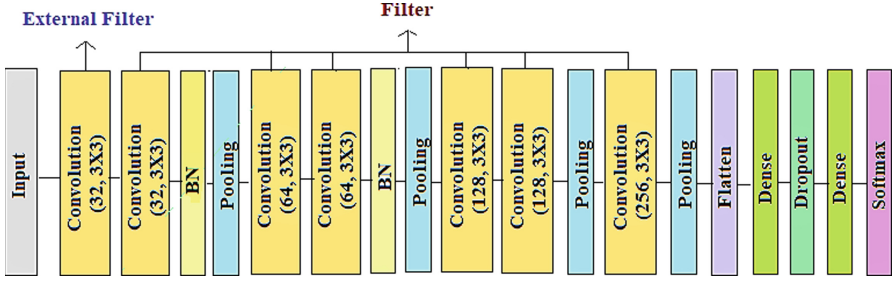 Filter
External Filter
Input
Convolution
(32, 3X3)
Convolution
(32, 3X3)
BN
Pooling
Convolution
(64, 3X3)
Convolution
(64, 3X3)
BN
Pooling
Convolution
(128, 3X3)
Convolution
(128, 3X3)
Pooling
Convolution
(256, 3X3)
Pooling
Flatten
Dense
Dropout
Dense
Softmax